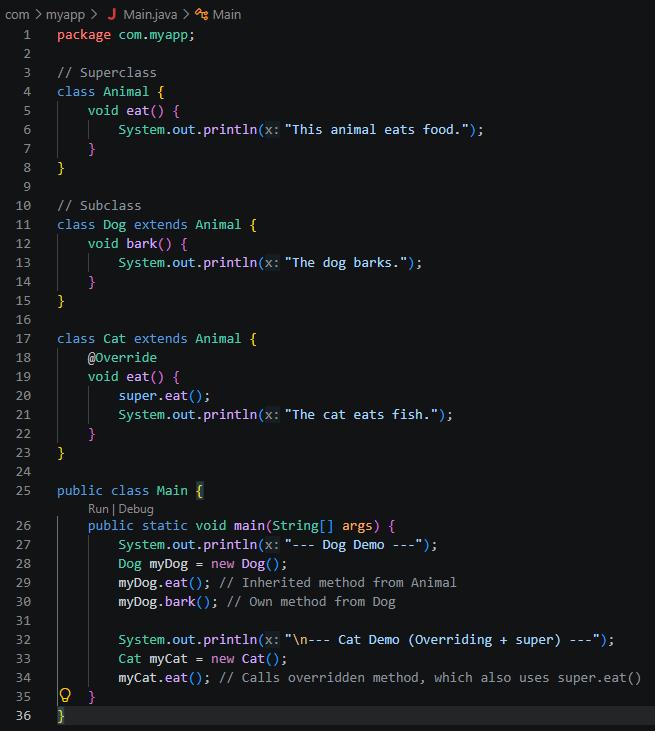 com > myapp > J Main.java > Main
1 package com.myapp;
2
3 // Superclass
4 class Animal {
5     void eat() {
6         System.out.println(x: "This animal eats food.");
7     }
8 }
9
10 // Subclass
11 class Dog extends Animal {
12     void bark() {
13         System.out.println(x: "The dog barks.");
14     }
15 }
16
17 class Cat extends Animal {
18     @Override
19     void eat() {
20         super.eat();
21         System.out.println(x: "The cat eats fish.");
22     }
23 }
24
25 public class Main {
Run | Debug
26     public static void main(String[] args) {
27         System.out.println(x: "--- Dog Demo ---");
28         Dog myDog = new Dog();
29         myDog.eat(); // Inherited method from Animal
30         myDog.bark(); // Own method from Dog
31
32         System.out.println(x: "\n--- Cat Demo (Overriding + super) ---");
33         Cat myCat = new Cat();
34         myCat.eat(); // Calls overridden method, which also uses super.eat()
35     }
36 }